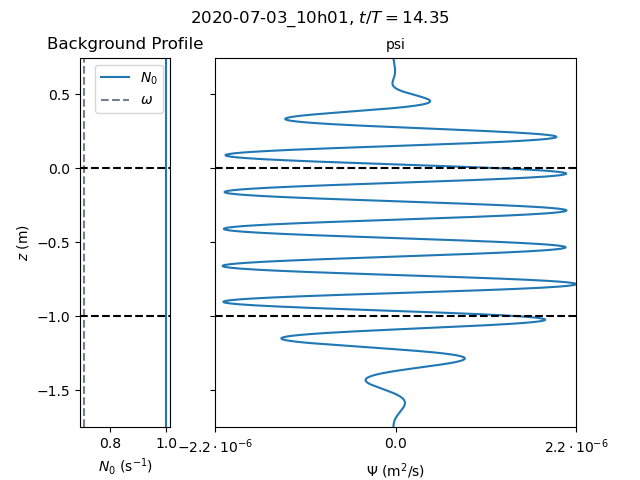 2020-07-03_10h01, t/T = 14.35
Background Profile
psi
N₀
ω
0.5
0.0
−0.5
−1.0
−1.5
z (m)
0.8
1.0
N₀ (s⁻¹)
−2.2 · 10⁻⁶
0.0
2.2 · 10⁻⁶
Ψ (m²/s)